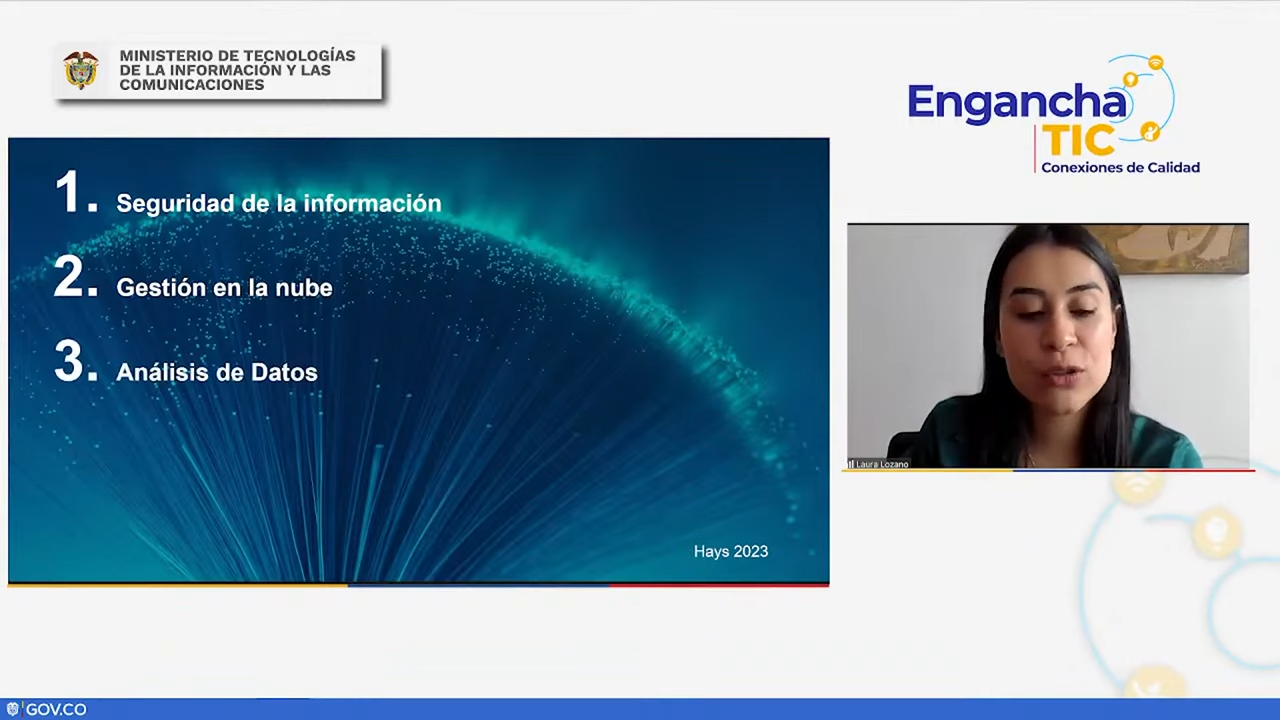 MINISTERIO DE TECNOLOGÍAS
DE LA INFORMACIÓN Y LAS
COMUNICACIONES
Engancha
TIC
Conexiones de Calidad
1. Seguridad de la información
2. Gestión en la nube
3. Análisis de Datos
Hays 2023
Laura Lozano
GOV.CO